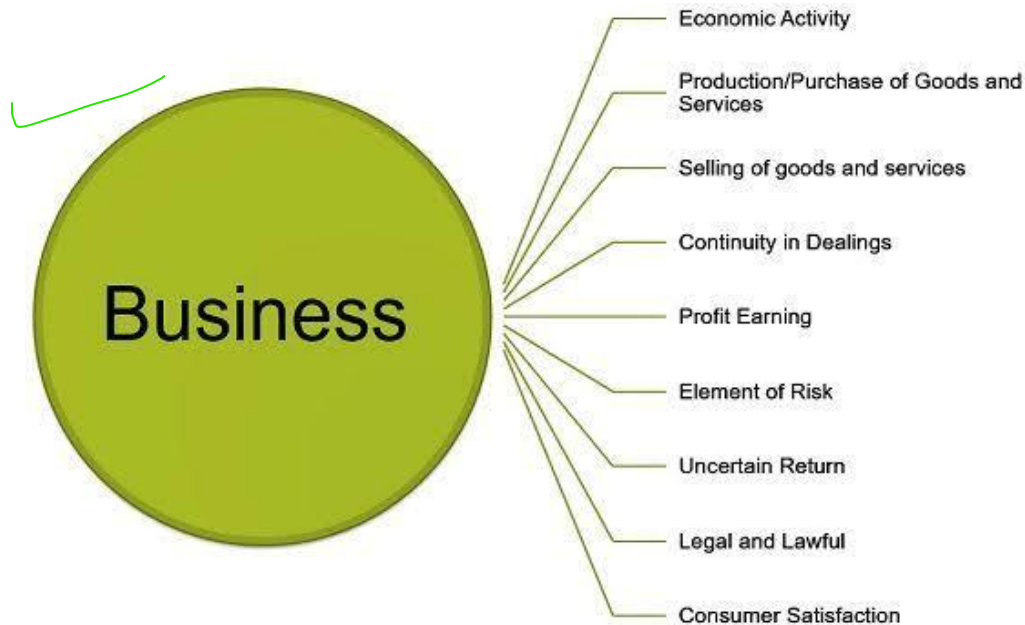 Economic Activity
Production/Purchase of Goods and
Services
Selling of goods and services
Continuity in Dealings
Business
Profit Earning
Element of Risk
Uncertain Return
Legal and Lawful
Consumer Satisfaction